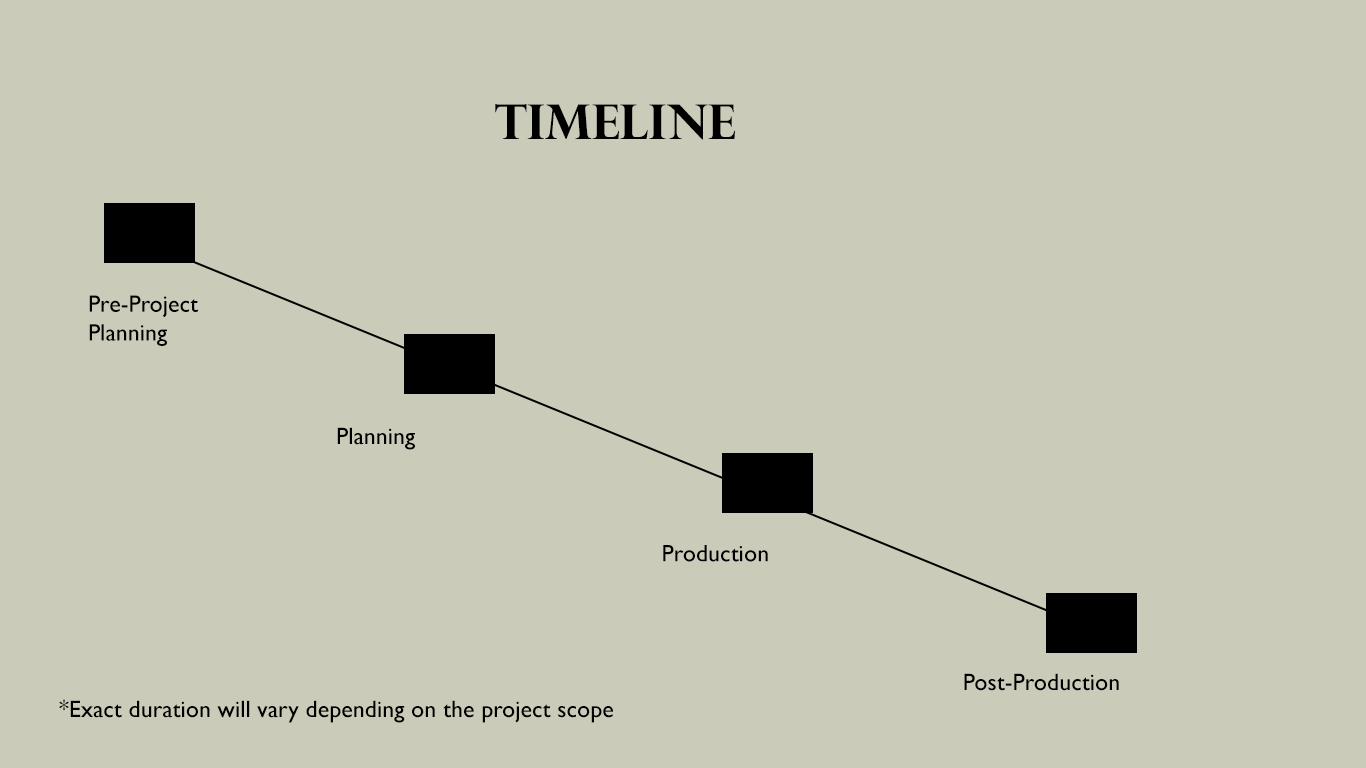 TIMELINE
Pre-Project
Planning
Planning
Production
Post-Production
*Exact duration will vary depending on the project scope